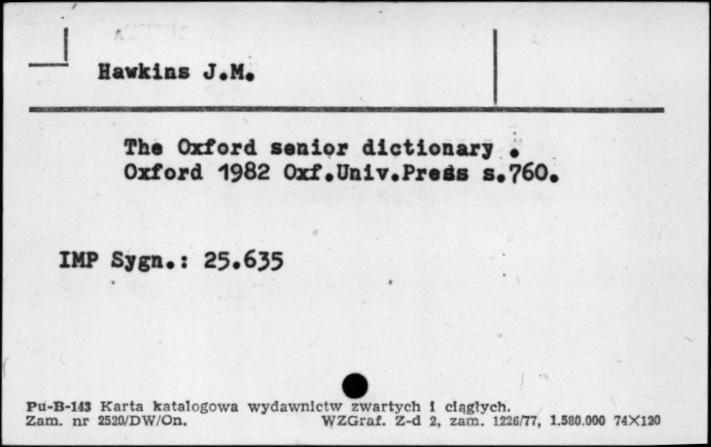 Hawkins J.M.
The Oxford senior dictionary .
Oxford 1982 Oxf.Univ.Press s.760.
IMP Sygn.: 25.635
Pu-B-143 Karta katalogowa wydawnictw zwartych i ciągłych.
Zam. nr 2520/DW/On. WZGraf. Z-d 2, zam. 1226/77, 1.580.000 74X120